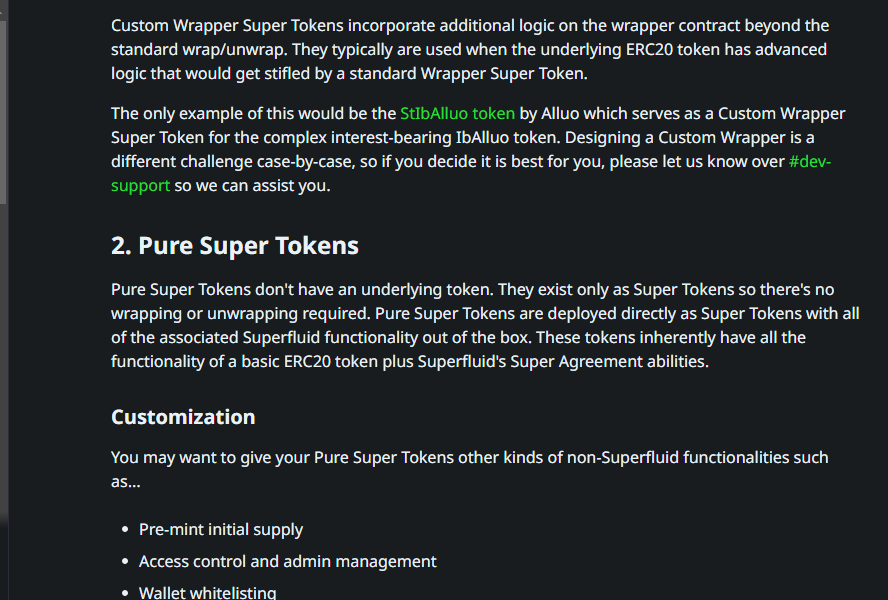 Custom Wrapper Super Tokens incorporate additional logic on the wrapper contract beyond the
standard wrap/unwrap. They typically are used when the underlying ERC20 token has advanced
logic that would get stifled by a standard Wrapper Super Token.
The only example of this would be the StIbAlluo token by Alluo which serves as a Custom Wrapper
Super Token for the complex interest-bearing IbAlluo token. Designing a Custom Wrapper is a
different challenge case-by-case, so if you decide it is best for you, please let us know over #dev-
support so we can assist you.
2. Pure Super Tokens
Pure Super Tokens don't have an underlying token. They exist only as Super Tokens so there's no
wrapping or unwrapping required. Pure Super Tokens are deployed directly as Super Tokens with all
of the associated Superfluid functionality out of the box. These tokens inherently have all the
functionality of a basic ERC20 token plus Superfluid's Super Agreement abilities.
Customization
You may want to give your Pure Super Tokens other kinds of non-Superfluid functionalities such
as...
• Pre-mint initial supply
• Access control and admin management
• Wallet whitelisting